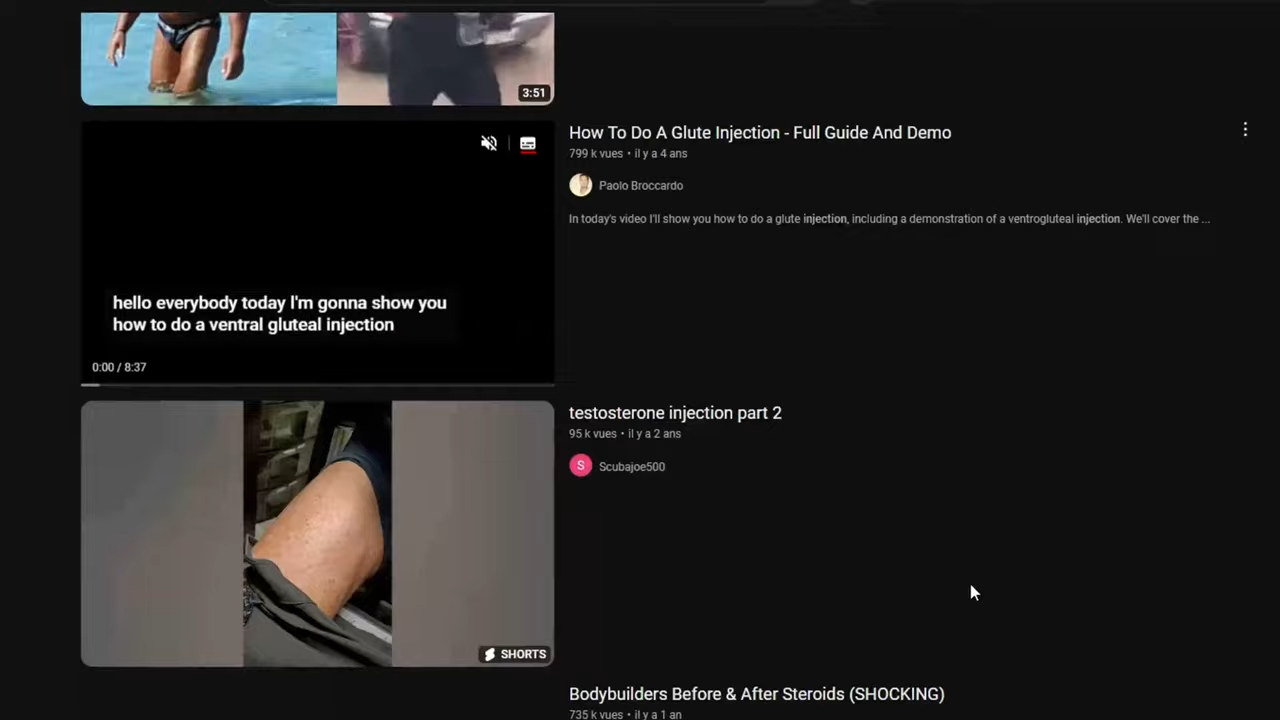 3:51
How To Do A Glute Injection - Full Guide And Demo
799 k vues • il y a 4 ans
Paolo Broccardo
In today's video I'll show you how to do a glute injection, including a demonstration of a ventrogluteal injection. We'll cover the ...
hello everybody today I'm gonna show you
how to do a ventral gluteal injection
0:00 / 8:37
testosterone injection part 2
95 k vues • il y a 2 ans
S
Scubajoe500
SHORTS
Bodybuilders Before & After Steroids (SHOCKING)
735 k vues • il y a 1 an